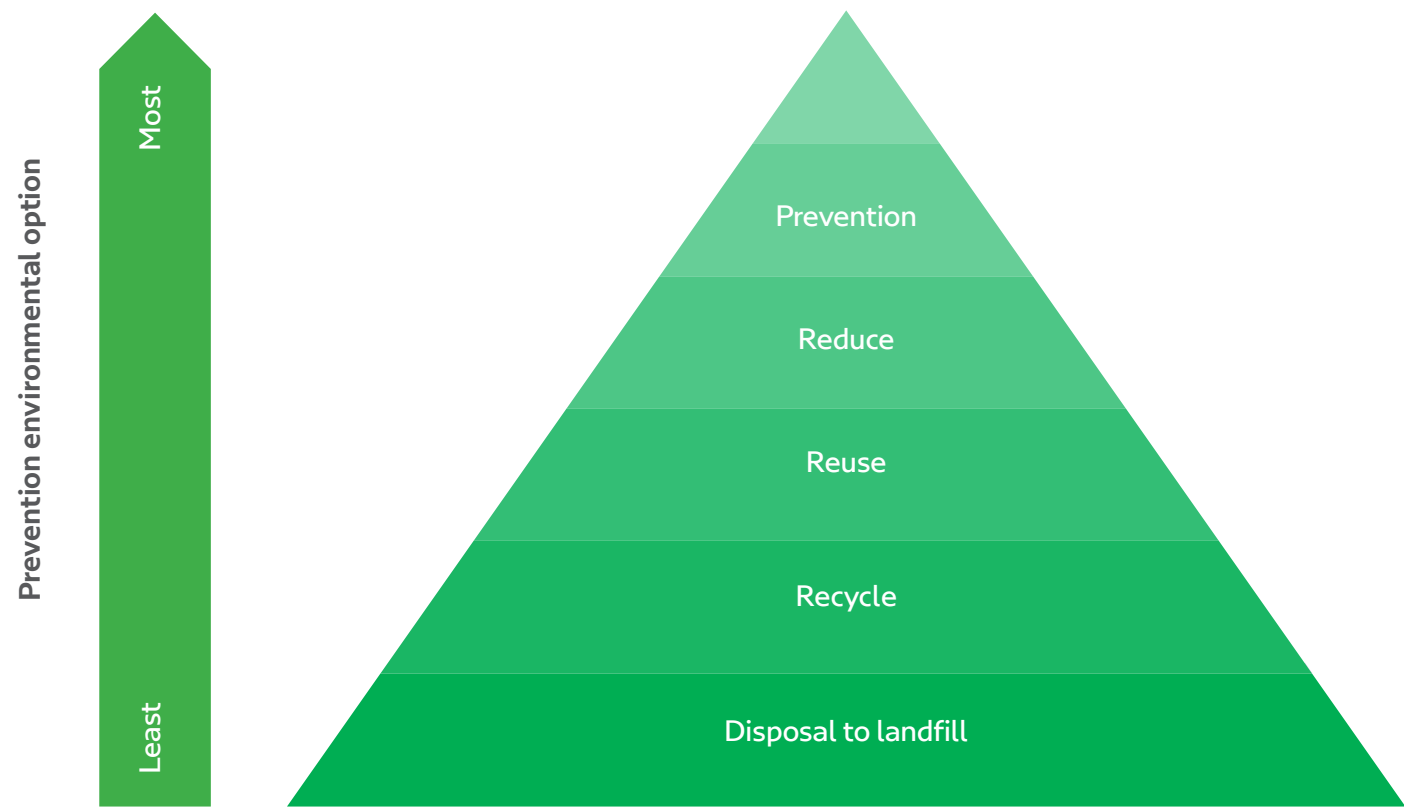 Prevention environmental option
Most
Least
Prevention
Reduce
Reuse
Recycle
Disposal to landfill